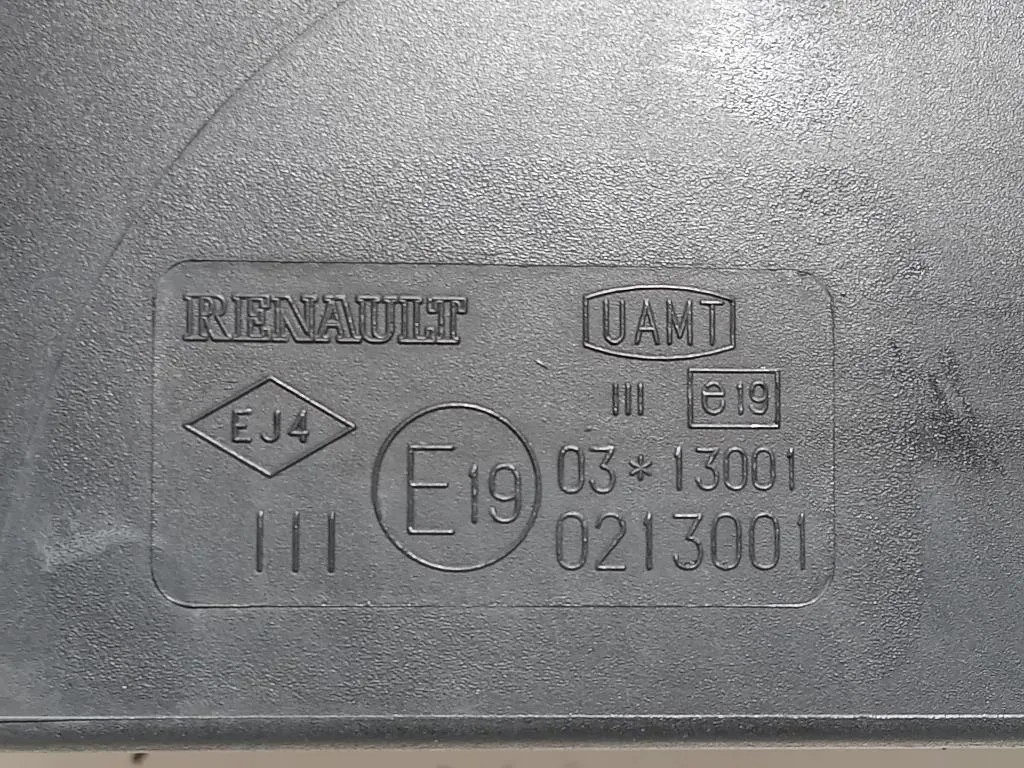 RENAULT UAMT
III e19
EJ4
E19 03*13001
III 0213001